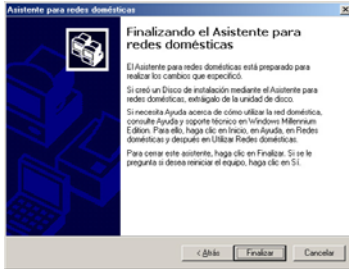 Asistente para redes domésticas
Finalizando el Asistente para
redes domésticas
El Asistente para redes domésticas está preparado para
realizar los cambios que especificó.
Si creó un Disco de instalación mediante el Asistente para
redes domésticas, extráigalo de la unidad de disco.
Si necesita Ayuda acerca de cómo utilizar la red doméstica,
consulte Ayuda y soporte técnico en Windows Millennium
Edition. Para ello, haga clic en Inicio, en Ayuda, en Redes
domésticas y después en Utilizar Redes domésticas.
Para cerrar este asistente, haga clic en Finalizar. Si se le
pregunta si desea reiniciar el equipo, haga clic en Sí.
< Atrás Finalizar Cancelar